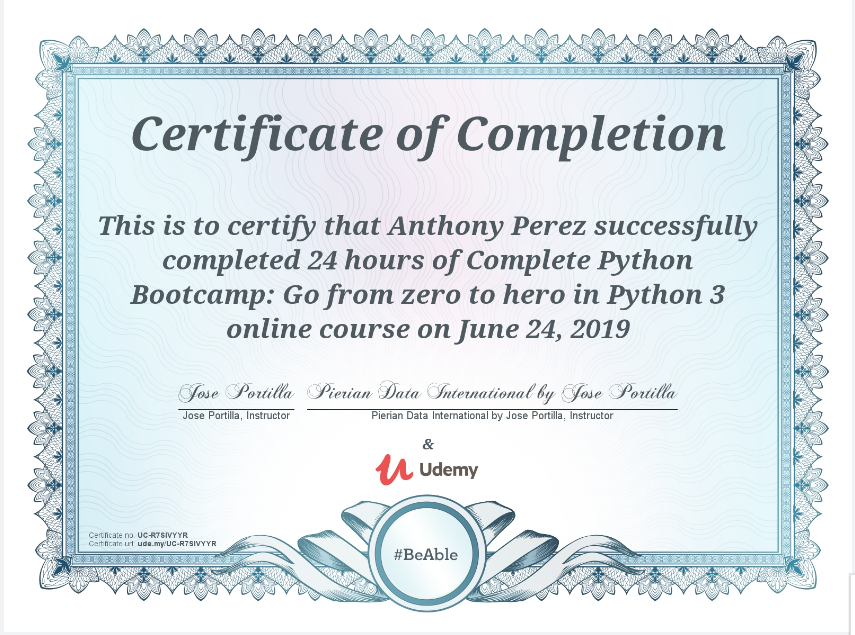 Certificate of Completion
This is to certify that Anthony Perez successfully
completed 24 hours of Complete Python
Bootcamp: Go from zero to hero in Python 3
online course on June 24, 2019
Jose Portilla Pierian Data International by Jose Portilla
Jose Portilla, Instructor Pierian Data International by Jose Portilla, Instructor
&
Udemy
Certificate no: UC-R7SIVYYR
Certificate url: ude.my/UC-R7SIVYYR
#BeAble